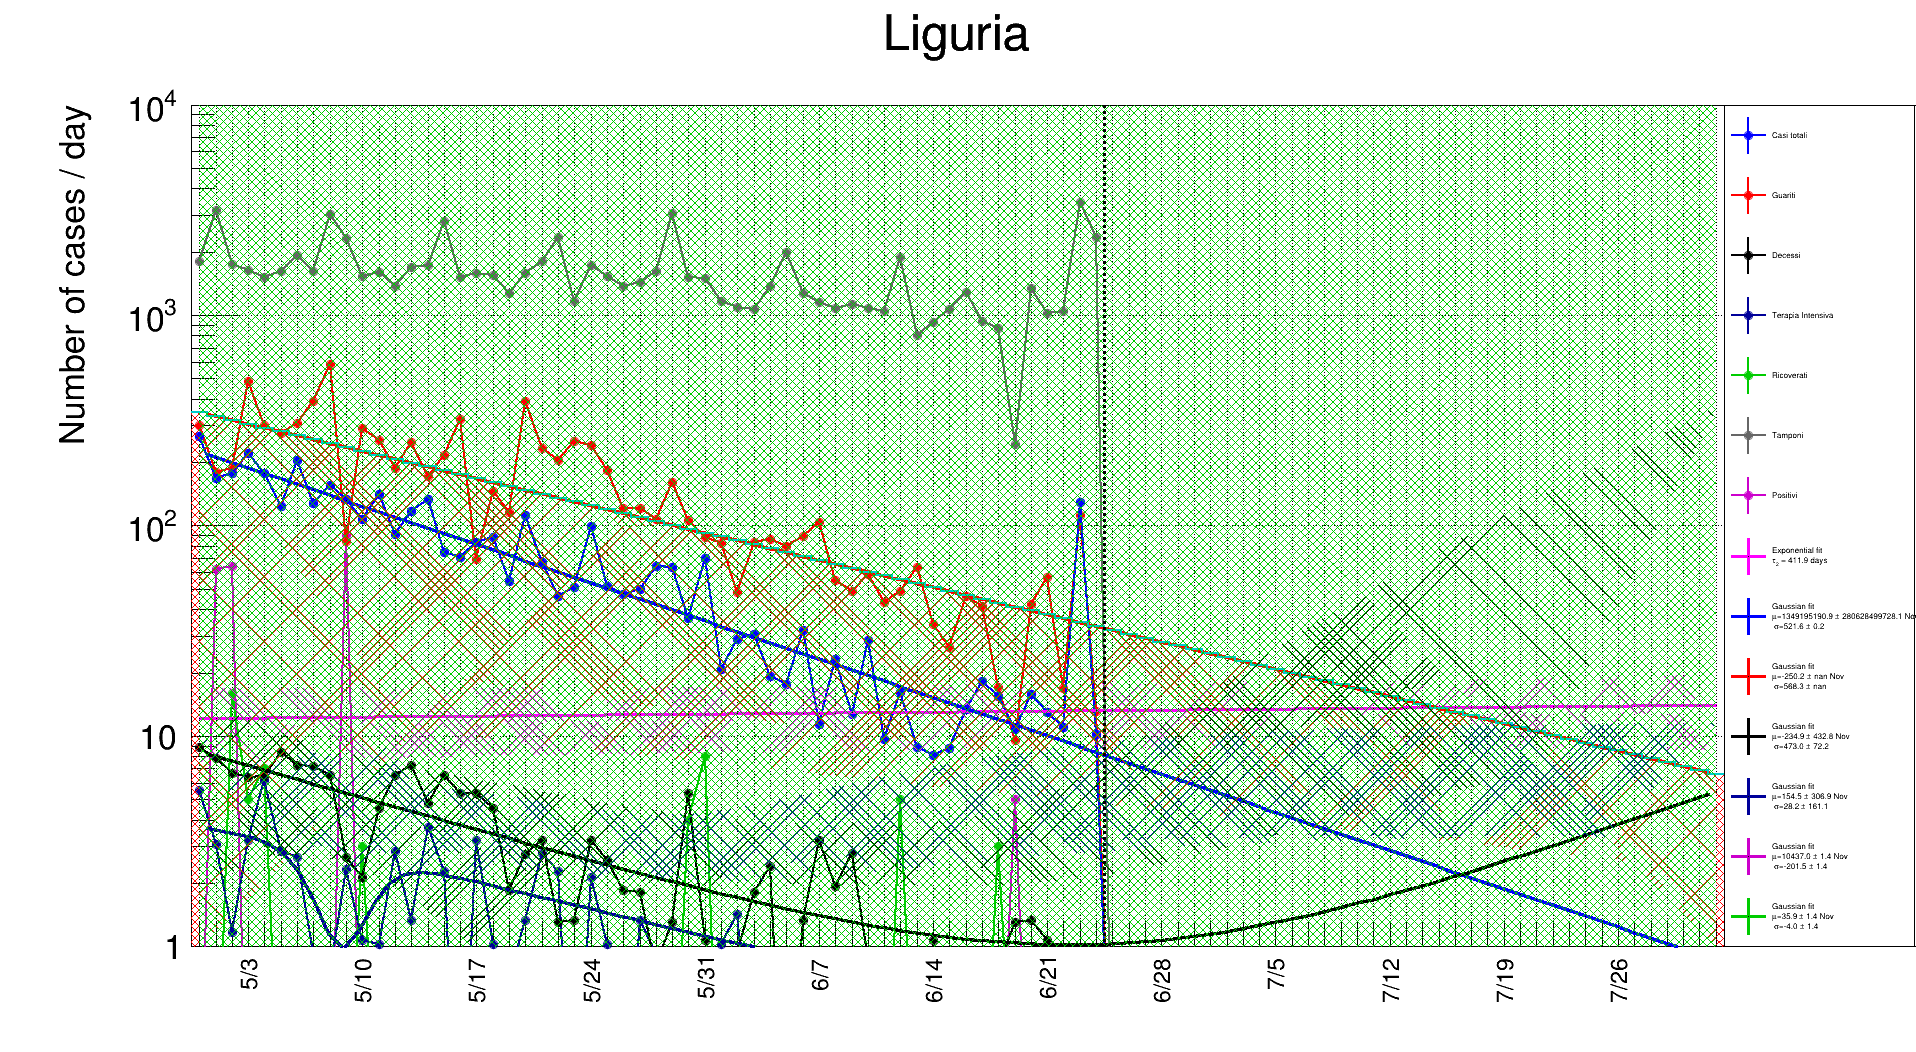 Liguria
Number of cases / day
10^4
10^3
10^2
10
1
5/3
5/10
5/17
5/24
5/31
6/7
6/14
6/21
6/28
7/5
7/12
7/19
7/26
Casi totali
Guariti
Decessi
Terapia Intensiva
Ricoverati
Tamponi
Positivi
Exponential fit
τ₂ = 411.9 days
Gaussian fit
μ=1349195190.9 ± 280628499728.1 Nov
σ=521.6 ± 0.2
Gaussian fit
μ=-250.2 ± nan Nov
σ=568.3 ± nan
Gaussian fit
μ=-234.9 ± 432.8 Nov
σ=473.0 ± 72.2
Gaussian fit
μ=154.5 ± 306.9 Nov
σ=28.2 ± 161.1
Gaussian fit
μ=10437.0 ± 1.4 Nov
σ=-201.5 ± 1.4
Gaussian fit
μ=35.9 ± 1.4 Nov
σ=-4.0 ± 1.4